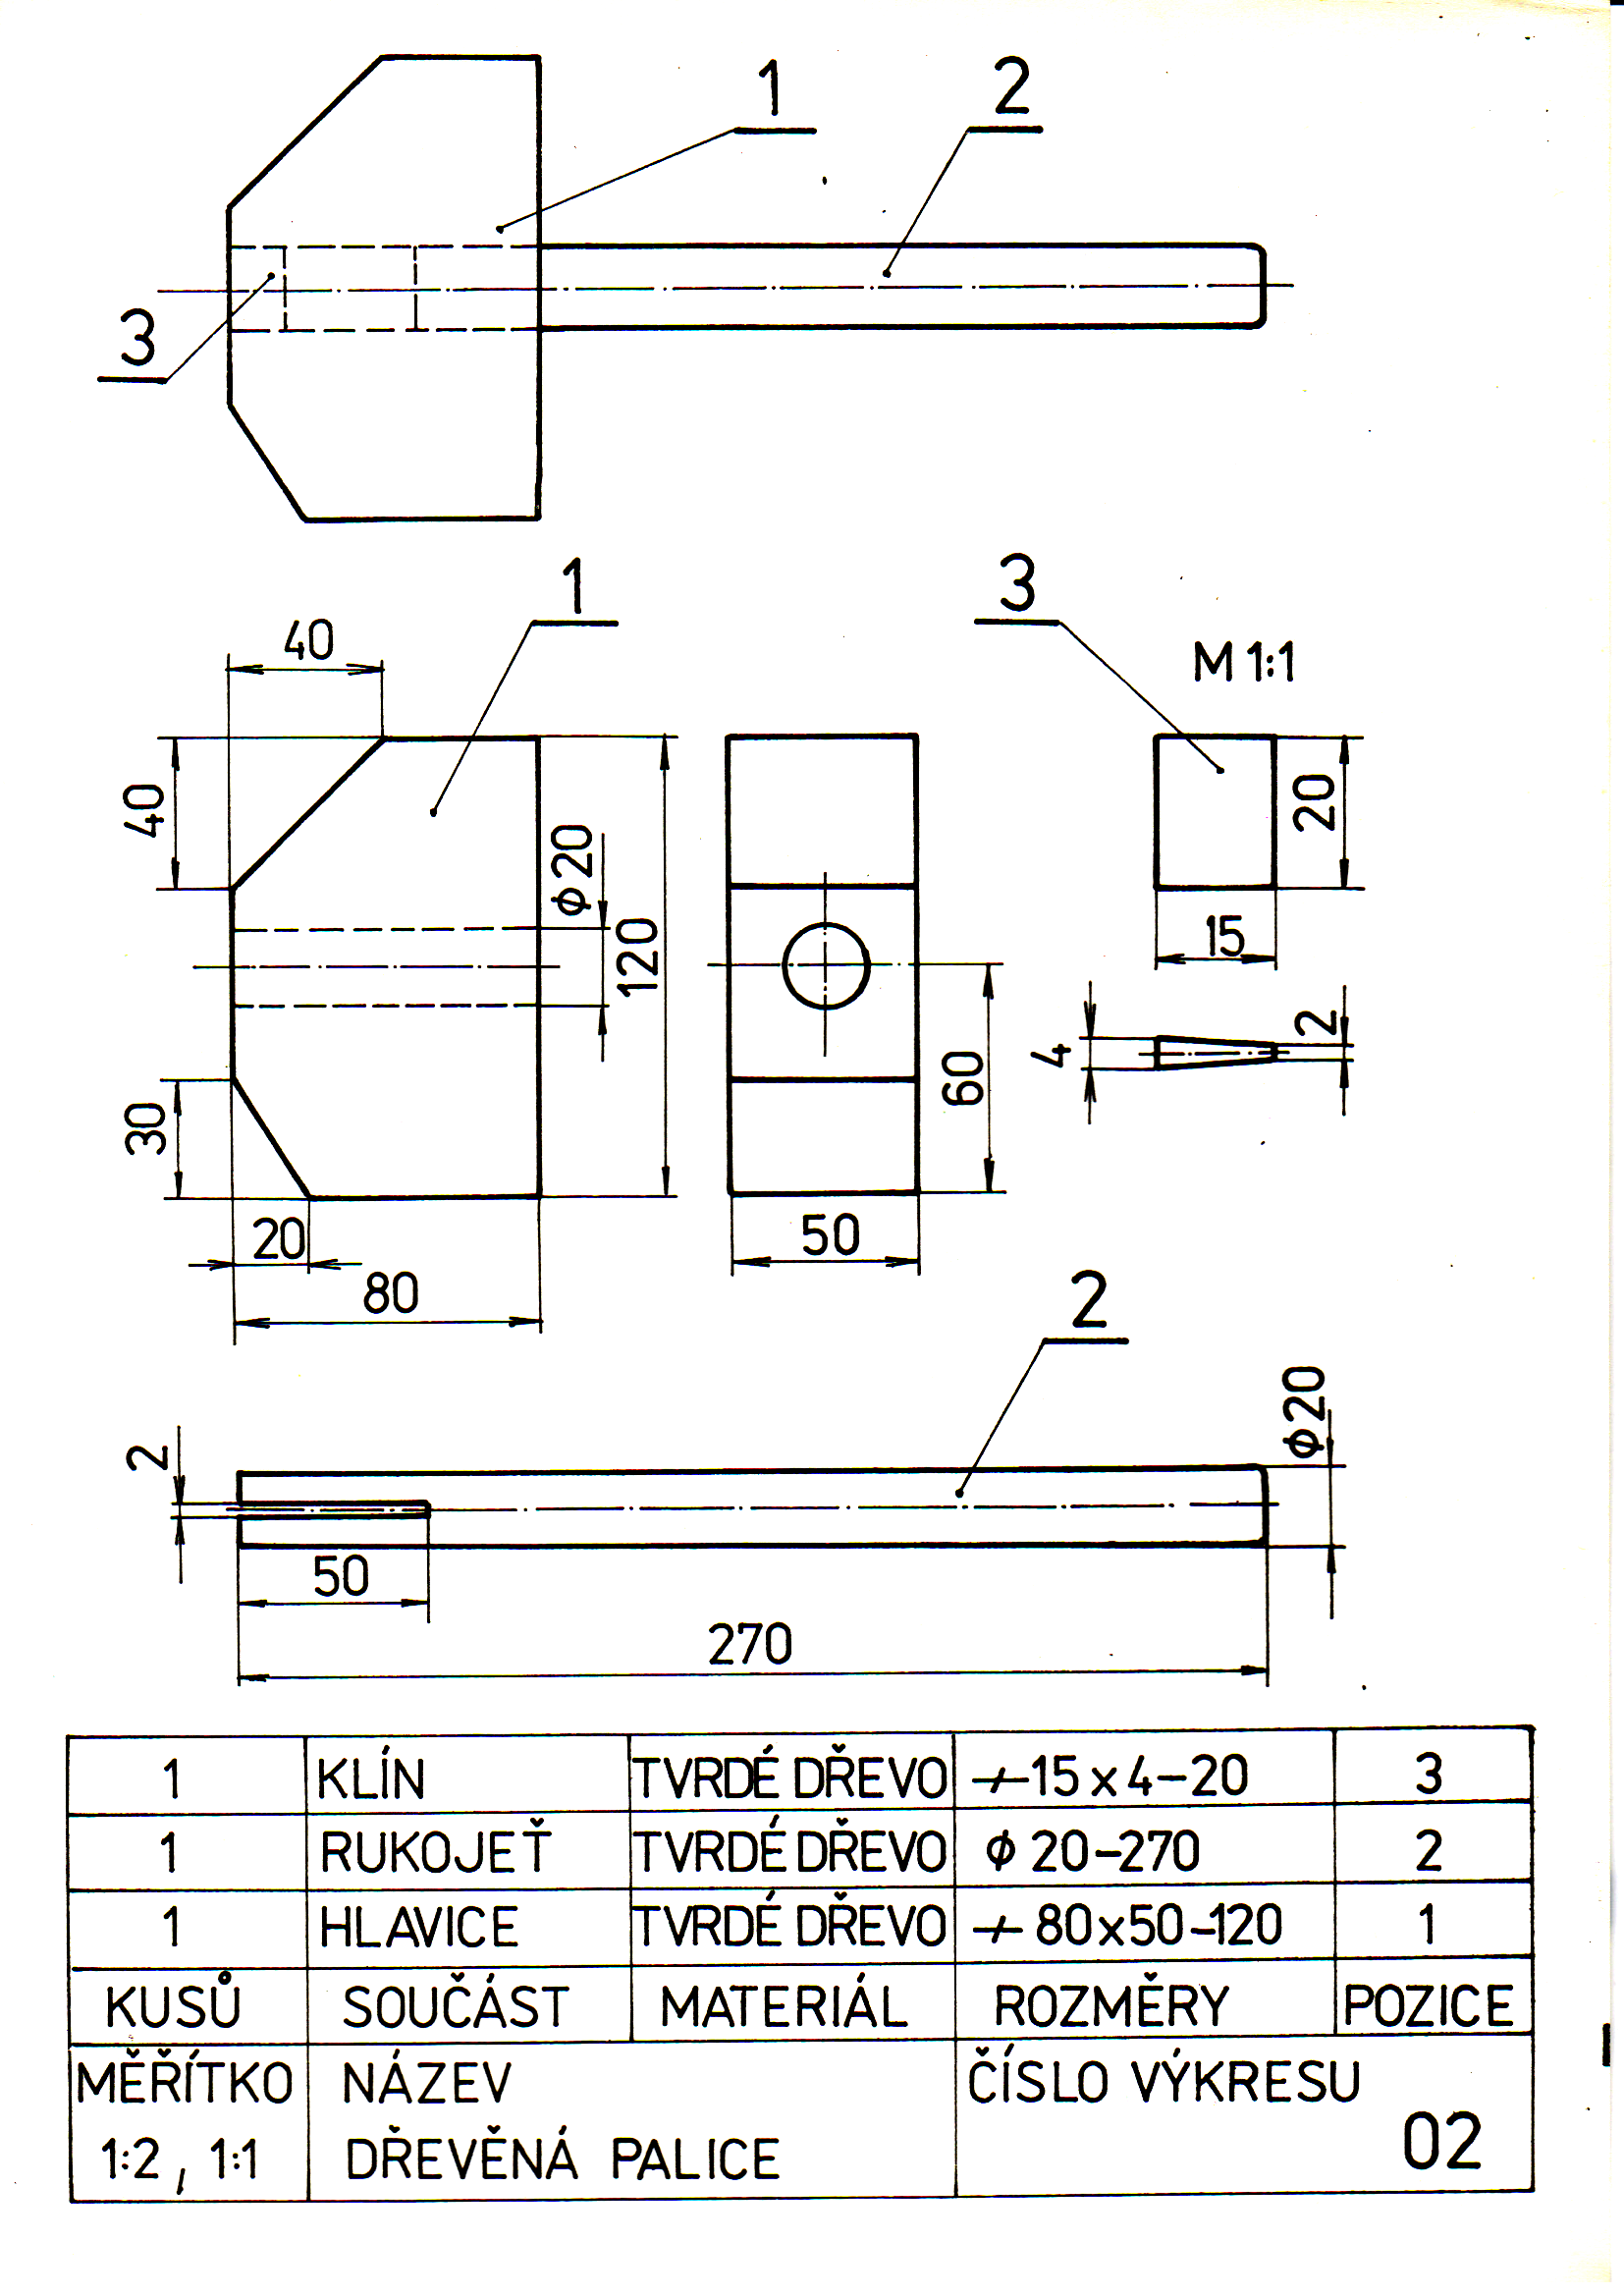 1
2
3
1
3
40
M 1:1
40
ϕ20
120
20
15
2
4
60
30
20
50
80
2
ϕ20
2
50
270
1 KLÍN TVRDÉ DŘEVO ⌿15 x 4–20 3
1 RUKOJEŤ TVRDÉ DŘEVO ϕ 20–270 2
1 HLAVICE TVRDÉ DŘEVO ⌿ 80x50–120 1
KUSŮ SOUČÁST MATERIÁL ROZMĚRY POZICE
MĚŘÍTKO NÁZEV ČÍSLO VÝKRESU
1:2 , 1:1 DŘEVĚNÁ PALICE 02